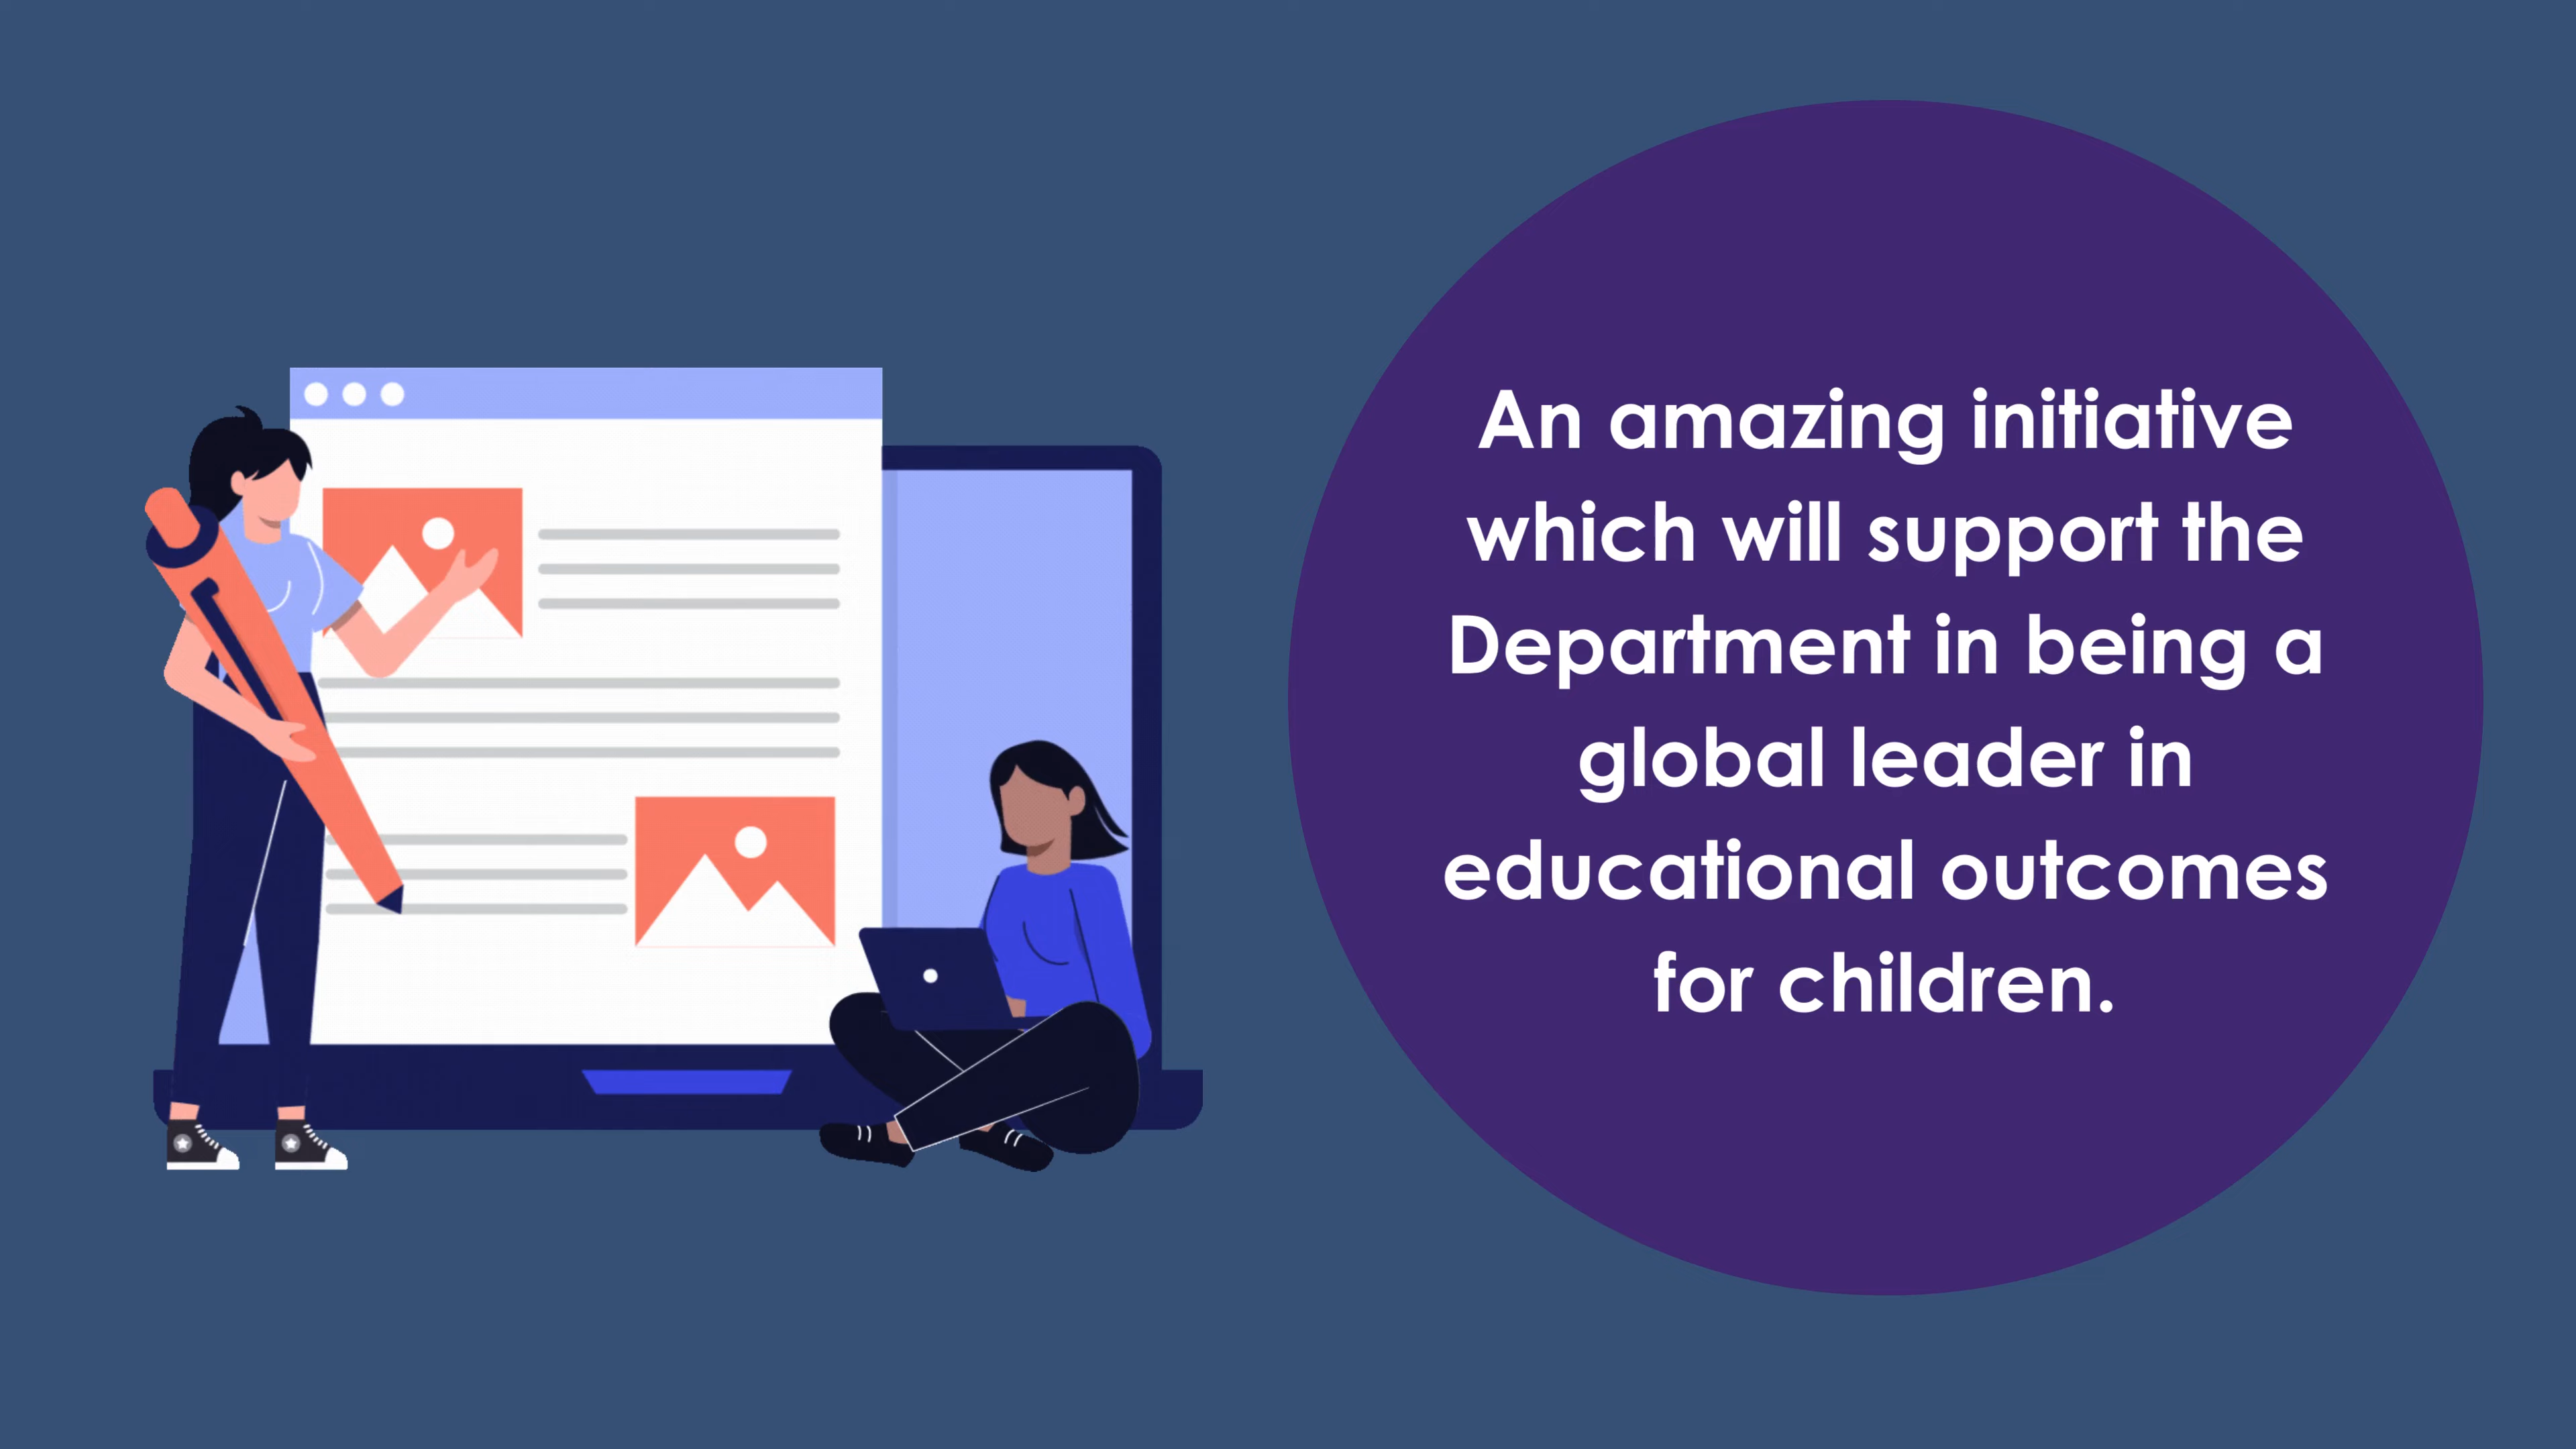 An amazing initiative
which will support the
Department in being a
global leader in
educational outcomes
for children.